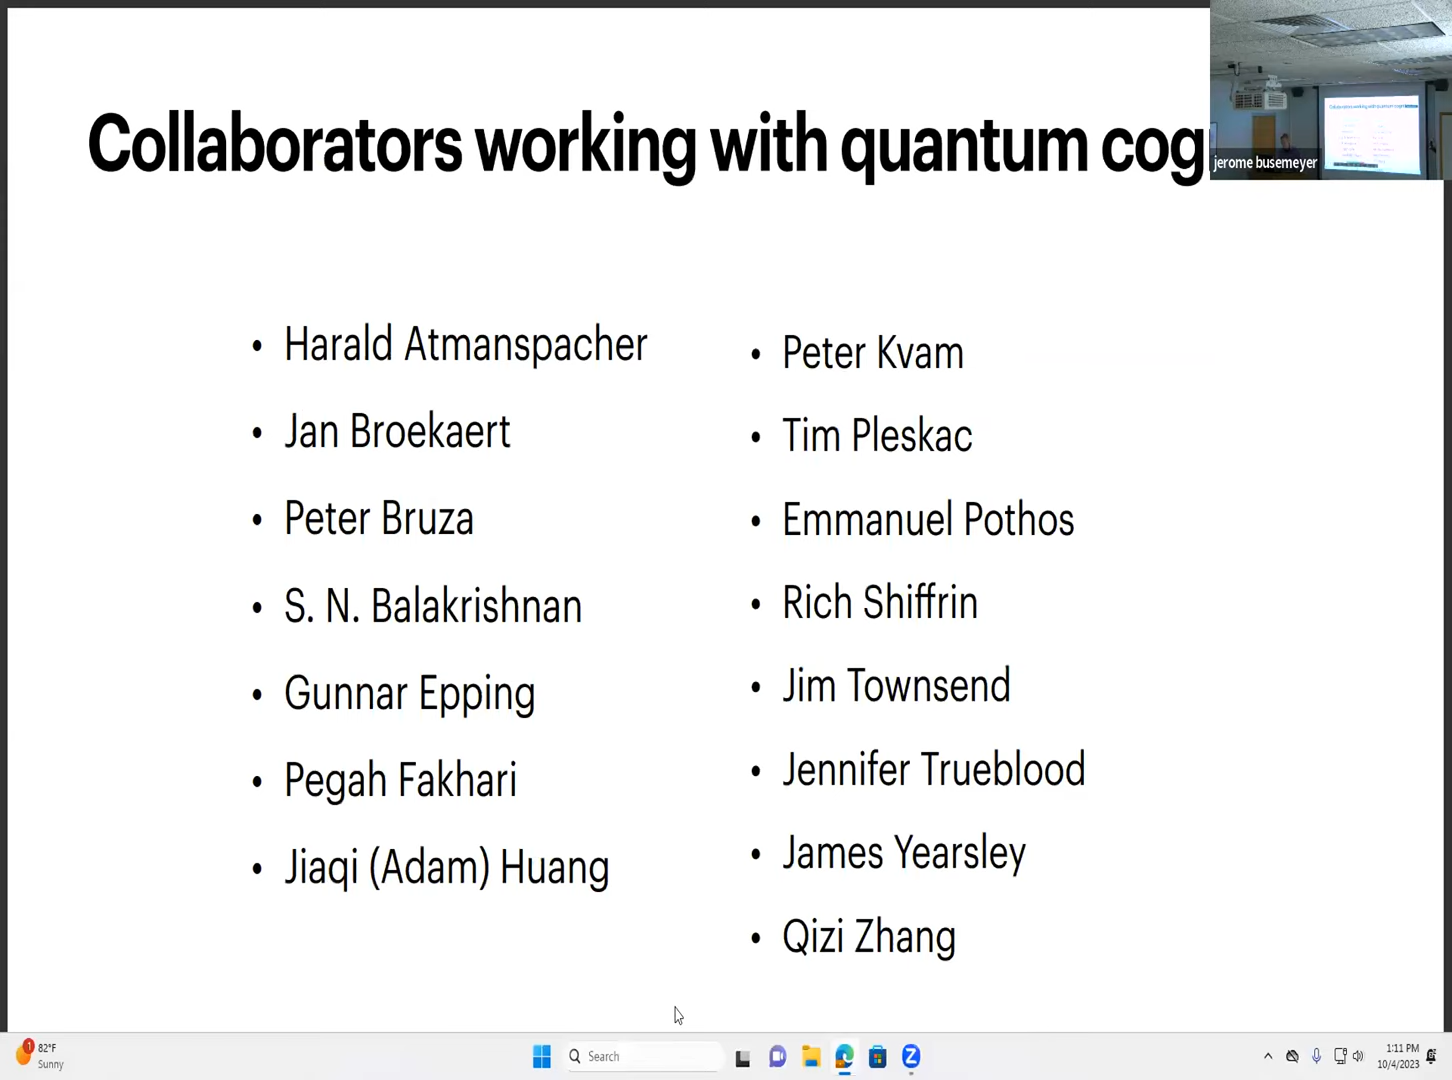 Collaborators working with quantum cog
jerome busemeyer
• Harald Atmanspacher
• Jan Broekaert
• Peter Bruza
• S. N. Balakrishnan
• Gunnar Epping
• Pegah Fakhari
• Jiaqi (Adam) Huang
• Peter Kvam
• Tim Pleskac
• Emmanuel Pothos
• Rich Shiffrin
• Jim Townsend
• Jennifer Trueblood
• James Yearsley
• Qizi Zhang
1
82°F
Sunny
Search
1:11 PM
10/4/2023